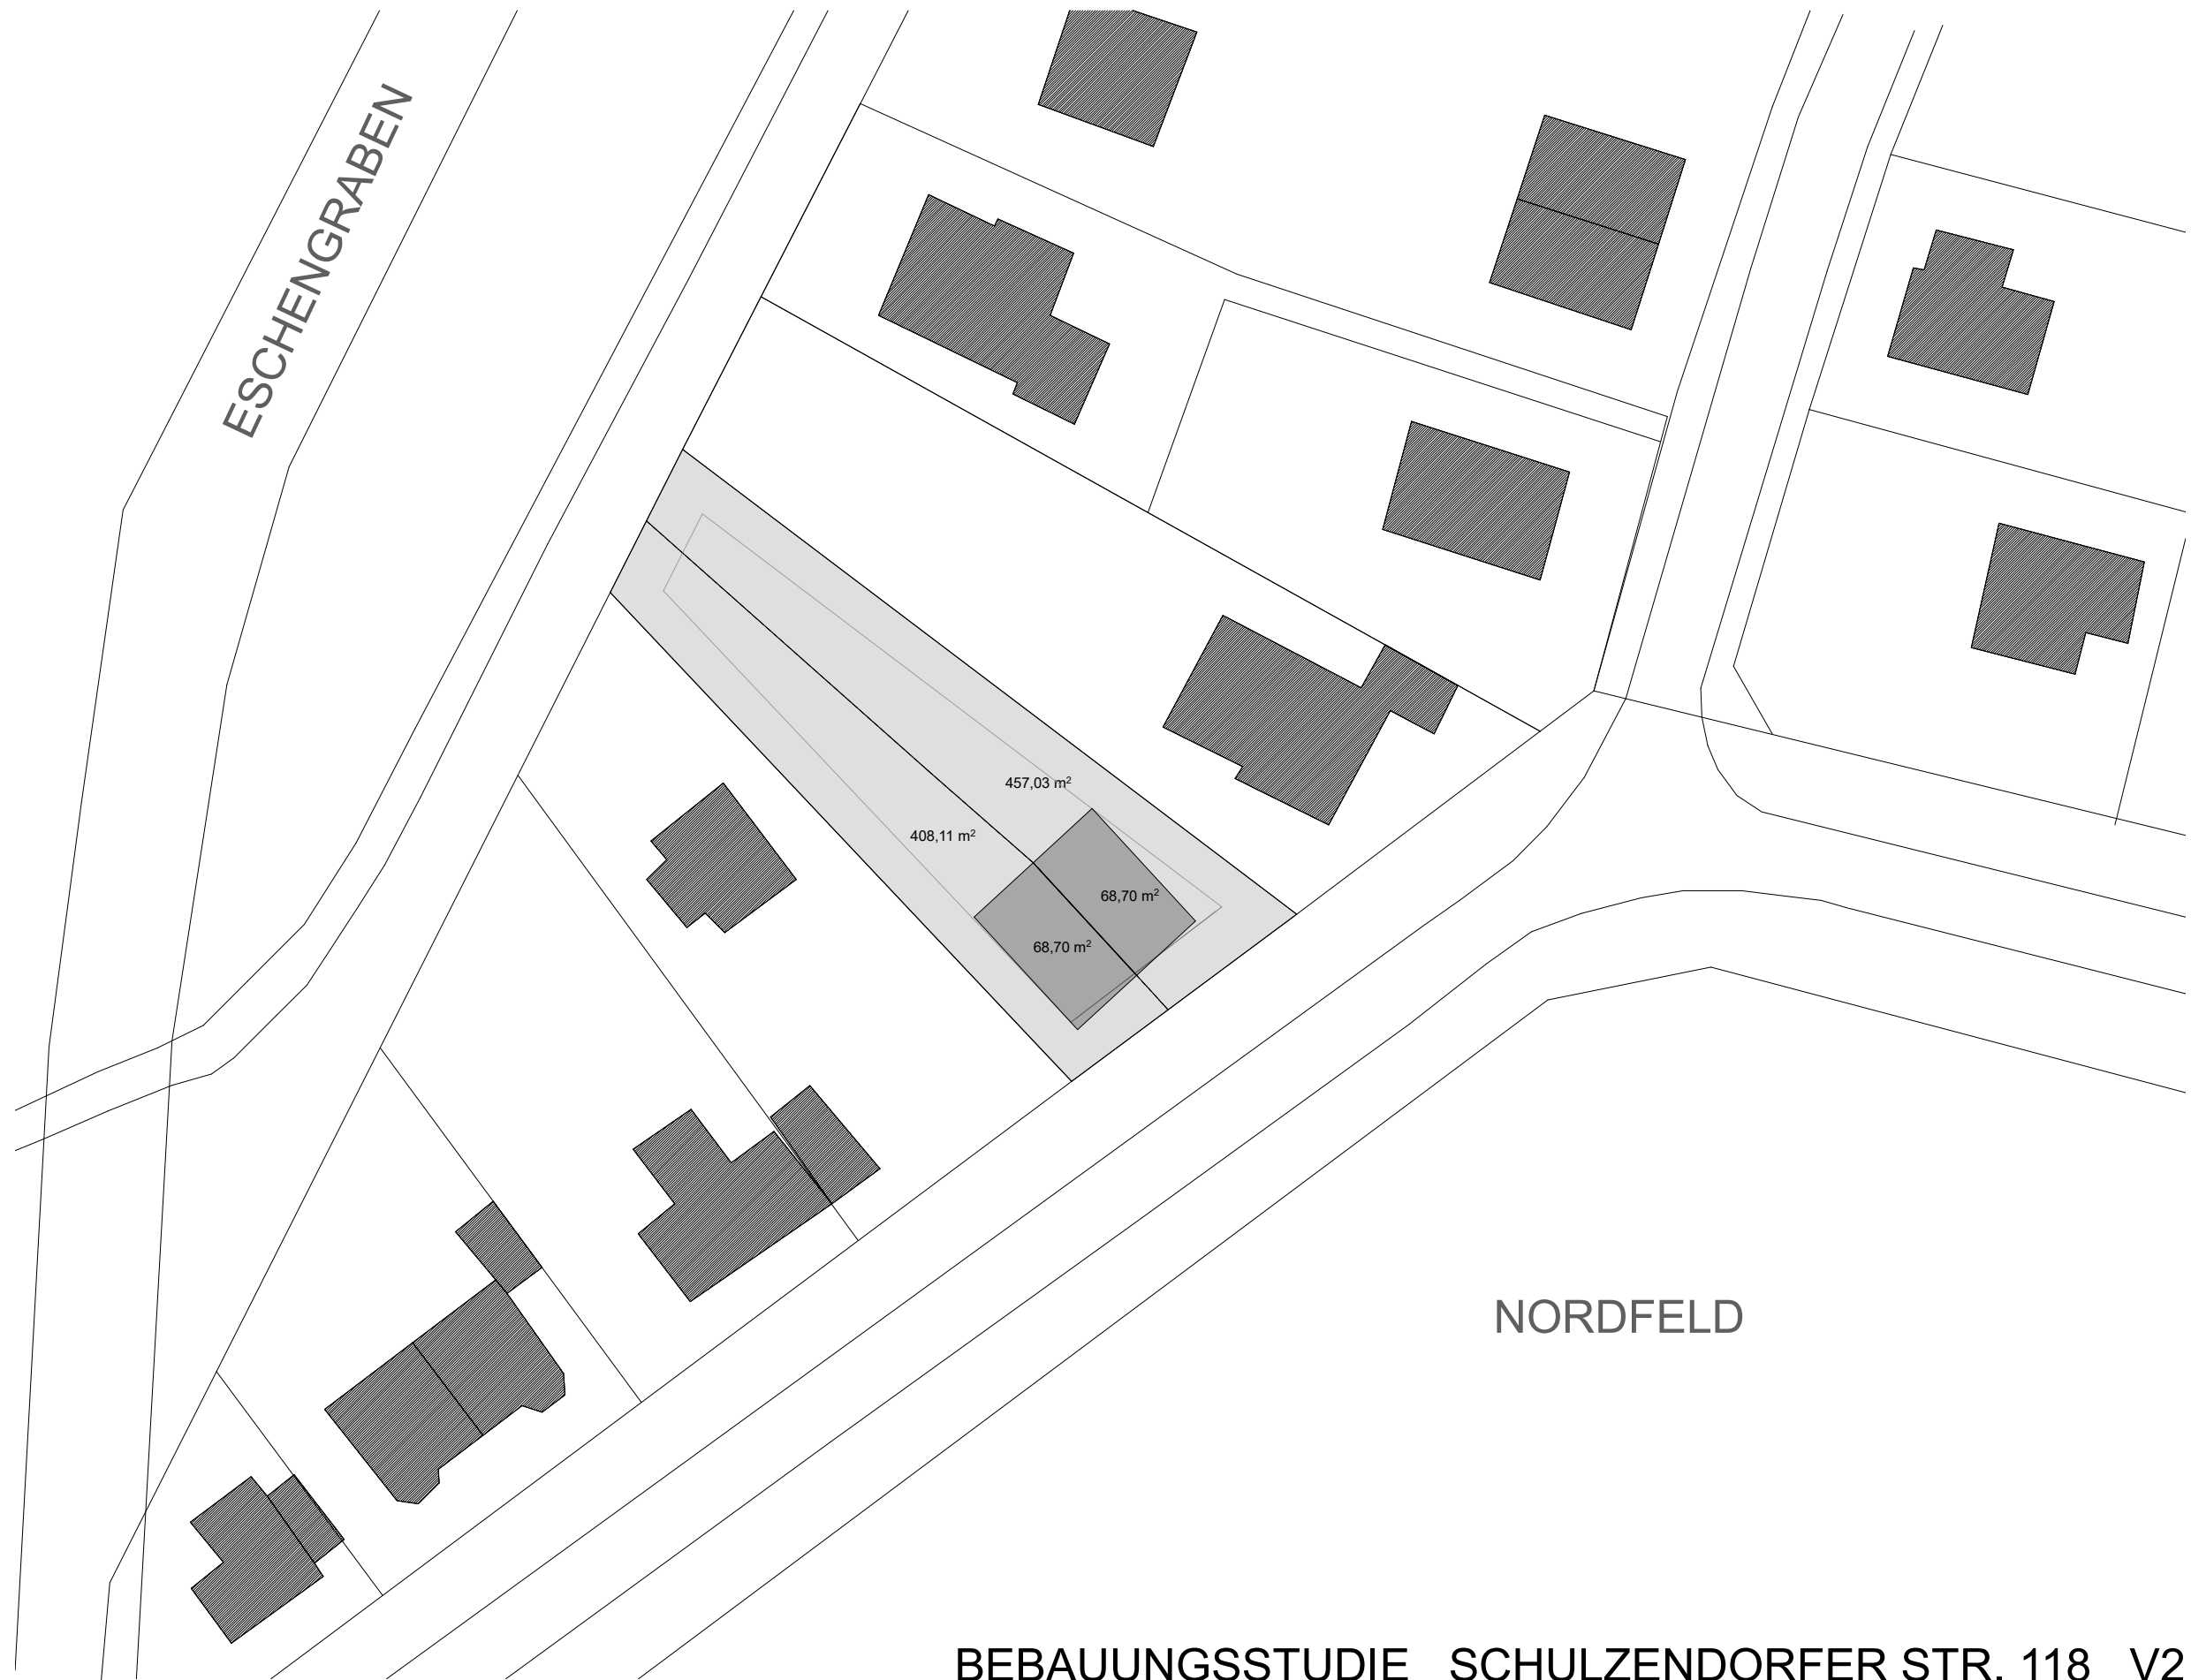 ESCHENGRABEN
457,03 m²
408,11 m²
68,70 m²
68,70 m²
NORDFELD
BEBAUUNGSSTUDIE SCHULZENDORFER STR. 118 V2